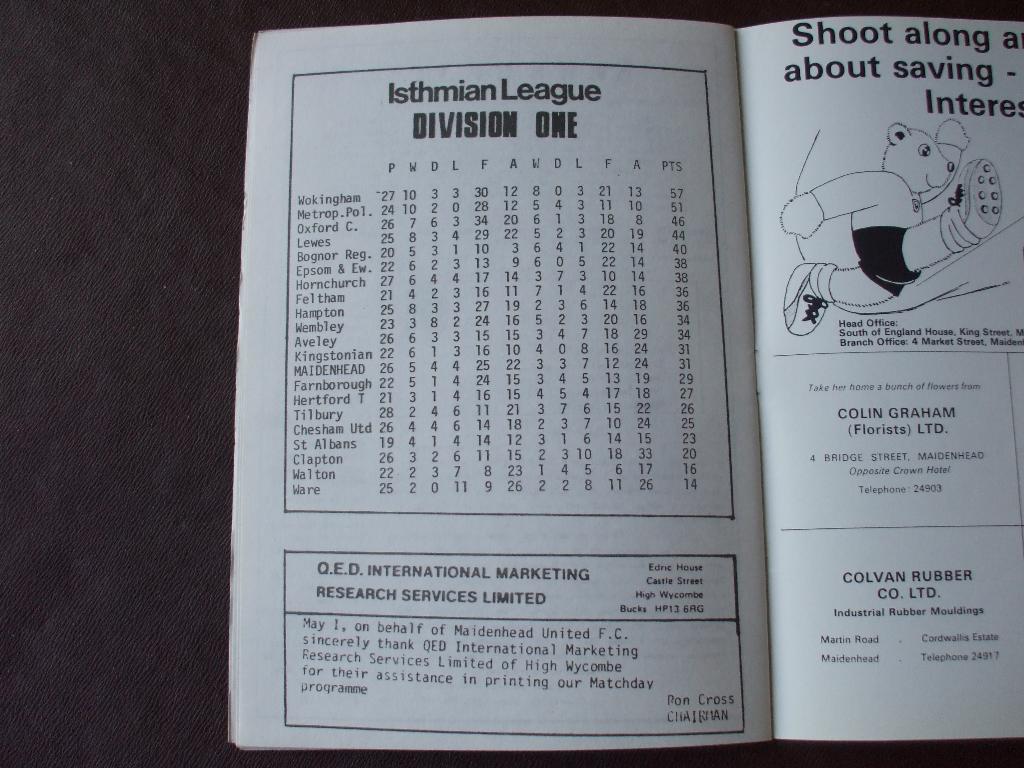 Isthmian League
DIVISION ONE
P W D L F A W D L F A PTS
Wokingham 27 10 3 3 30 12 8 0 3 21 13 57
Metrop.Pol. 24 10 2 0 28 12 5 4 3 11 10 51
Oxford C. 26 7 6 3 34 20 6 1 3 18 8 46
Lewes 25 8 3 4 29 22 5 2 3 20 19 44
Bognor Reg. 20 5 3 1 10 3 6 4 1 22 14 40
Epsom & Ew. 22 6 2 3 13 9 6 0 5 22 14 38
Hornchurch 27 6 4 4 17 14 3 7 3 10 14 38
Feltham 21 4 2 3 16 11 7 1 4 22 16 36
Hampton 25 8 3 3 27 19 2 3 6 14 18 36
Wembley 23 3 8 2 24 16 5 2 3 20 16 34
Aveley 26 6 3 3 15 15 3 4 7 18 29 34
Kingstonian 22 6 1 3 16 10 4 0 8 16 24 31
MAIDENHEAD 26 5 4 4 25 22 3 3 7 12 24 31
Farnborough 22 5 1 4 24 15 3 4 5 13 19 29
Hertford T 21 3 1 4 16 15 4 5 4 17 18 27
Tilbury 28 2 4 6 11 21 3 7 6 15 22 26
Chesham Utd 26 4 4 6 14 18 2 3 7 10 24 25
St Albans 19 4 1 4 14 12 3 1 6 14 15 23
Clapton 26 3 2 6 11 15 2 3 10 18 33 20
Walton 22 2 3 7 8 23 1 4 5 6 17 16
Ware 25 2 0 11 9 26 2 2 8 11 26 14
Q.E.D. INTERNATIONAL MARKETING
RESEARCH SERVICES LIMITED
Edric House
Castle Street
High Wycombe
Bucks HP13 6RG
May I, on behalf of Maidenhead United F.C.
sincerely thank QED International Marketing
Research Services Limited of High Wycombe
for their assistance in printing our Matchday
programme
Ron Cross
CHAIRMAN
Shoot along a
about saving -
Interes
Head Office:
South of England House, King Street, M
Branch Office: 4 Market Street, Maiden
Take her home a bunch of flowers from
COLIN GRAHAM
(Florists) LTD.
4 BRIDGE STREET, MAIDENHEAD
Opposite Crown Hotel
Telephone: 24903
COLVAN RUBBER
CO. LTD.
Industrial Rubber Mouldings
Martin Road . Cordwallis Estate
Maidenhead . Telephone 24917